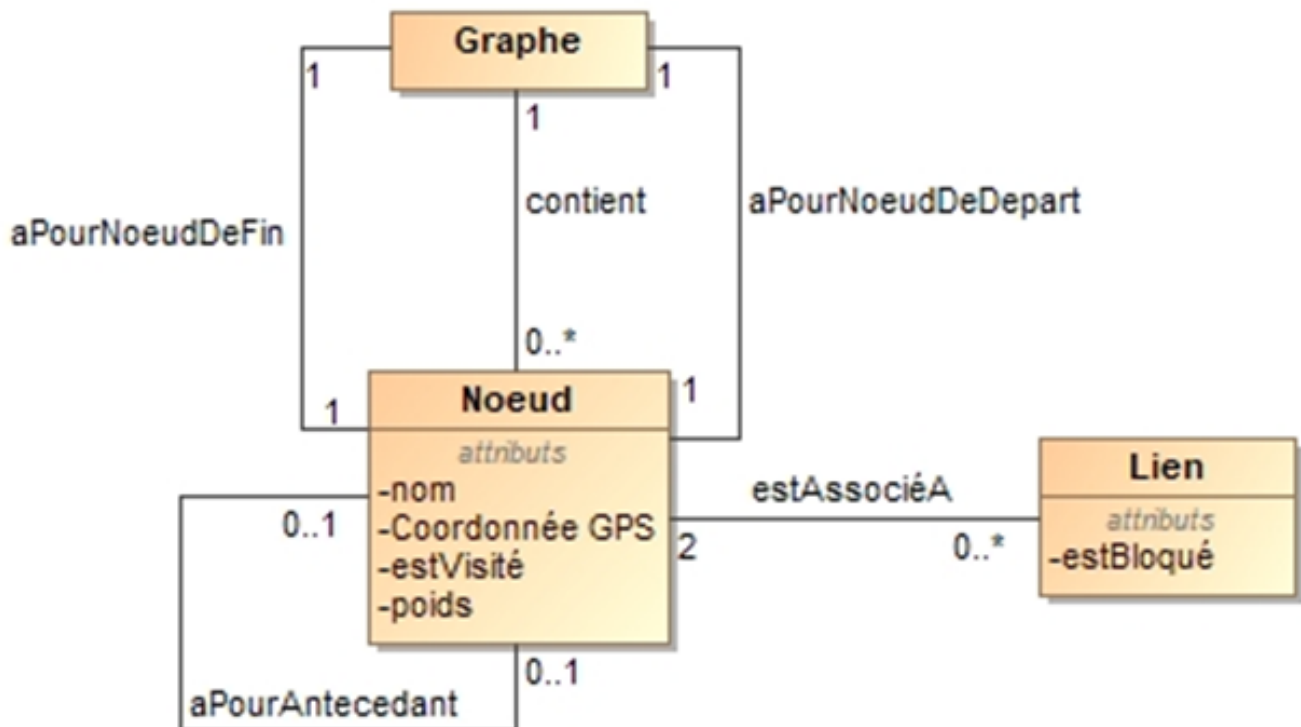 Graphe
1
1
1
contient
aPourNoeudDeDepart
aPourNoeudDeFin
0..*
Noeud
1
1
attributs
-nom
-Coordonnée GPS
-estVisité
-poids
0..1
estAssociéA
2
0..*
Lien
attributs
-estBloqué
0..1
aPourAntecedant